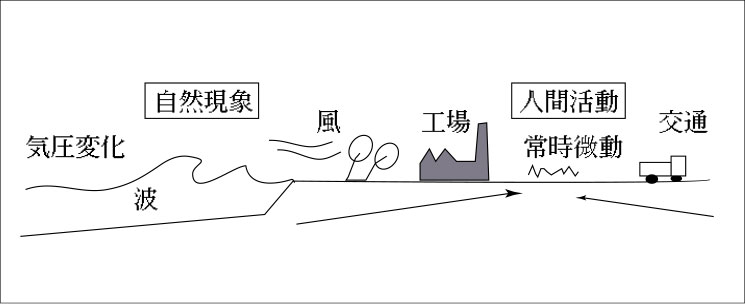 自然現象
人間活動
風
工場
交通
気圧変化
常時微動
波